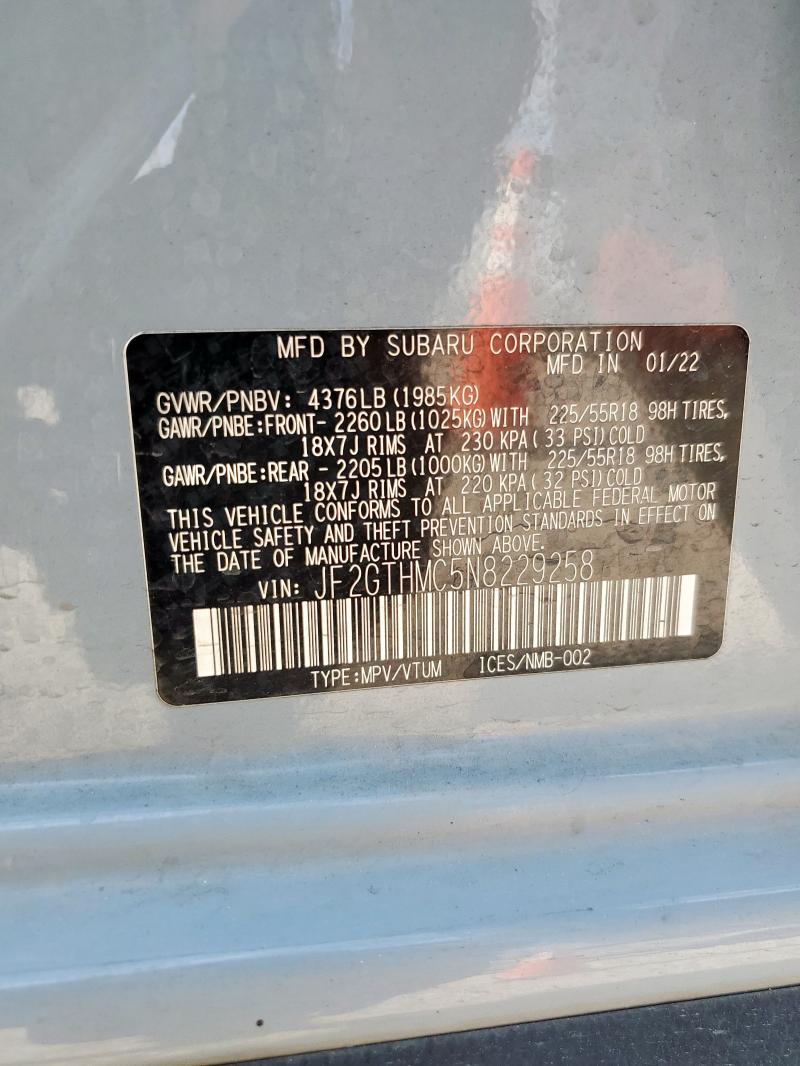 MFD BY SUBARU CORPORATION
MFD IN 01/22
GVWR/PNBV: 4376LB (1985KG)
GAWR/PNBE:FRONT- 2260 LB (1025KG) WITH 225/55R18 98H TIRES,
18X7J RIMS AT 230 KPA ( 33 PSI) COLD
GAWR/PNBE:REAR - 2205 LB (1000KG) WITH 225/55R18 98H TIRES,
18X7J RIMS AT 220 KPA ( 32 PSI) COLD
THIS VEHICLE CONFORMS TO ALL APPLICABLE FEDERAL MOTOR
VEHICLE SAFETY AND THEFT PREVENTION STANDARDS IN EFFECT ON
THE DATE OF MANUFACTURE SHOWN ABOVE.
VIN: JF2GTHMC5N8229258
TYPE:MPV/VTUM ICES/NMB-002